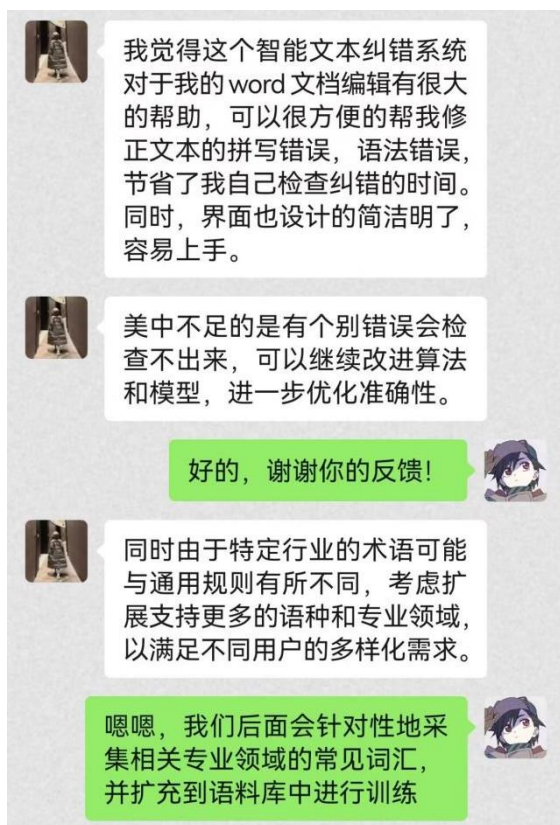 我觉得这个智能文本纠错系统
对于我的word文档编辑有很大
的帮助，可以很方便的帮我修
正文本的拼写错误，语法错误，
节省了我自己检查纠错的时间。
同时，界面也设计的简洁明了，
容易上手。
美中不足的是有个别错误会检
查不出来，可以继续改进算法
和模型，进一步优化准确性。
好的，谢谢你的反馈！
同时由于特定行业的术语可能
与通用规则有所不同，考虑扩
展支持更多的语种和专业领域，
以满足不同用户的多样化需求。
嗯嗯，我们后面会针对性地采
集相关专业领域的常见词汇，
并扩充到语料库中进行训练